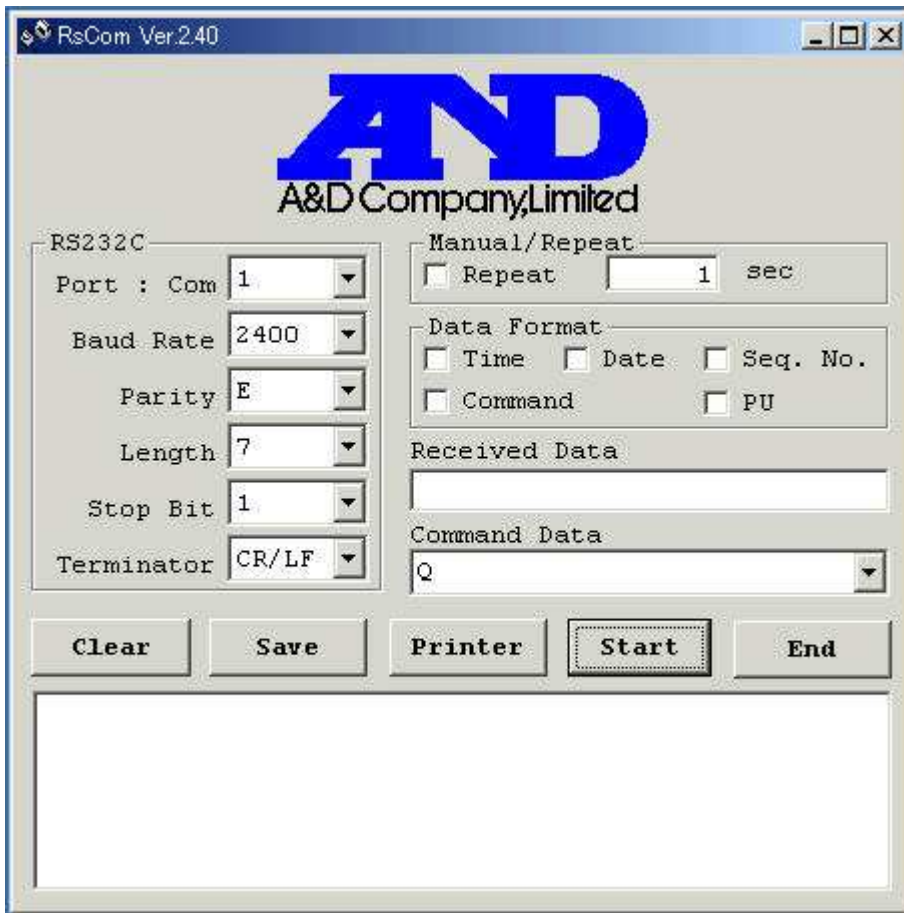 RsCom Ver.2.40
AND
A&D Company,Limited
RS232C
Port : Com 1
Baud Rate 2400
Parity E
Length 7
Stop Bit 1
Terminator CR/LF
Manual/Repeat
Repeat 1 sec
Data Format
Time Date Seq. No.
Command PU
Received Data
Command Data
Q
Clear Save Printer Start End